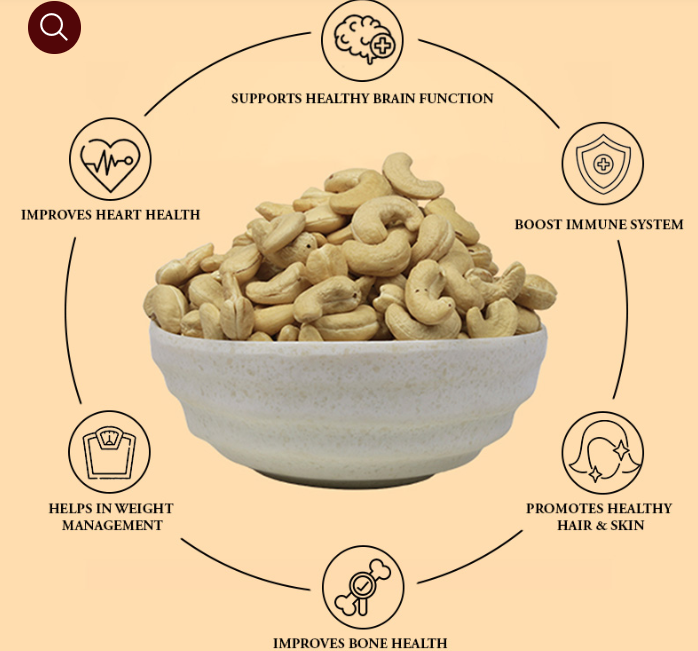 SUPPORTS HEALTHY BRAIN FUNCTION
IMPROVES HEART HEALTH
BOOST IMMUNE SYSTEM
HELPS IN WEIGHT
MANAGEMENT
PROMOTES HEALTHY
HAIR & SKIN
IMPROVES BONE HEALTH